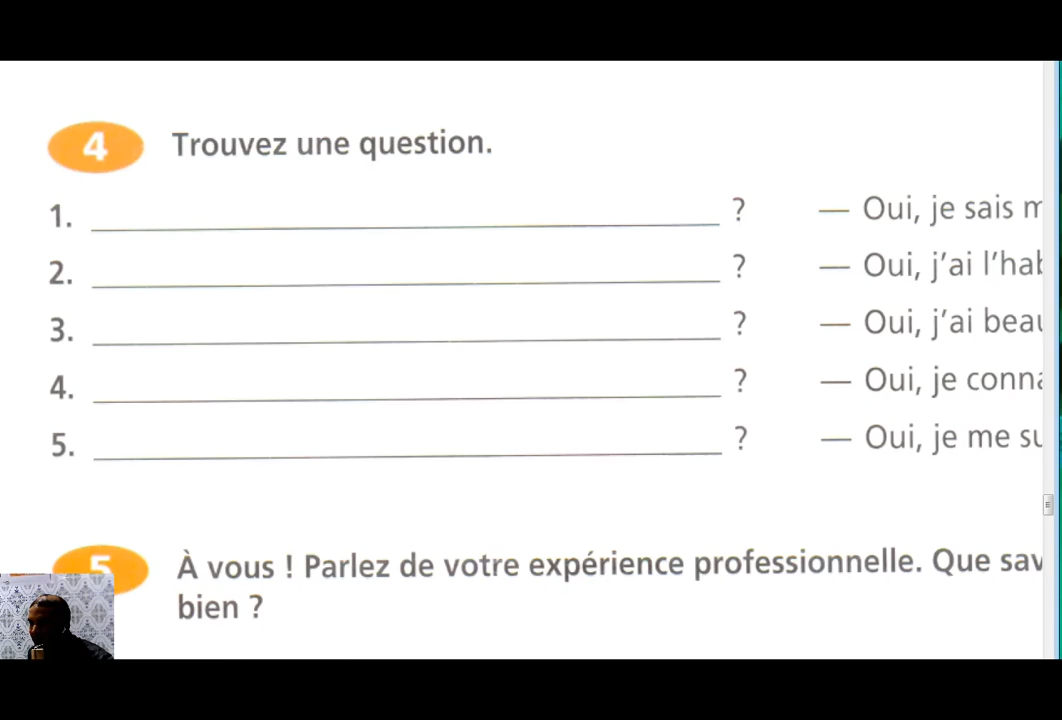 4 Trouvez une question.
1. ? — Oui, je sais
2. ? — Oui, j'ai
3. ? — Oui, j'ai
4. ? — Oui, je
5. ? — Oui, je me
5 À vous ! Parlez de votre expérience professionnelle. Que
bien ?